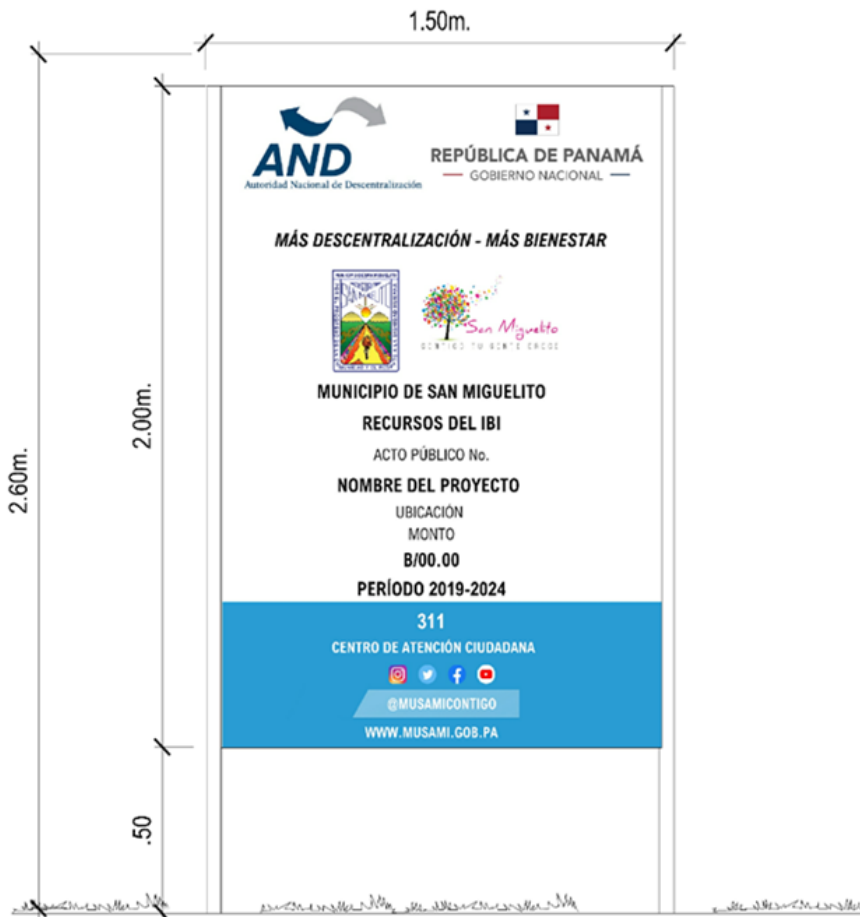 1.50m.
AND
Autoridad Nacional de Descentralización
REPÚBLICA DE PANAMÁ
GOBIERNO NACIONAL
MÁS DESCENTRALIZACIÓN - MÁS BIENESTAR
San Miguelito
MUNICIPIO DE SAN MIGUELITO
RECURSOS DEL IBI
ACTO PÚBLICO No.
NOMBRE DEL PROYECTO
UBICACIÓN
MONTO
B/00.00
PERÍODO 2019-2024
311
CENTRO DE ATENCIÓN CIUDADANA
@MUSAMICONTIGO
WWW.MUSAMI.GOB.PA
2.00m.
2.60m.
.50